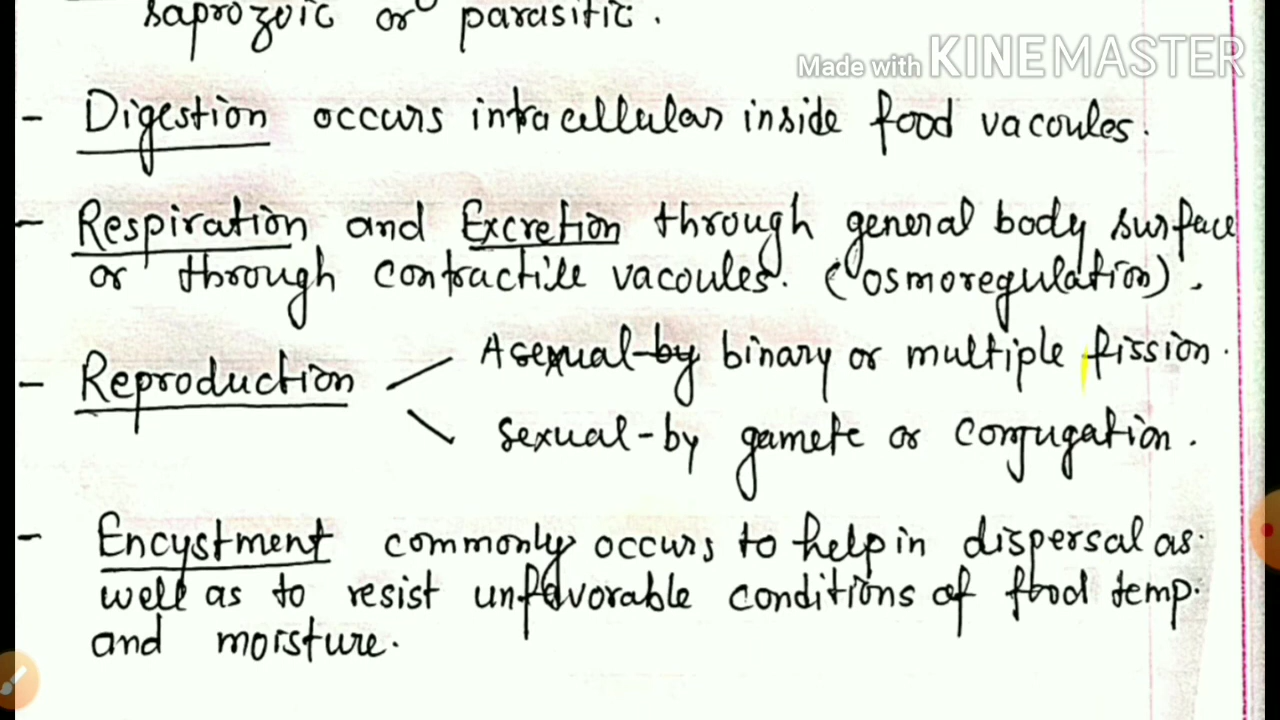 saprozoic or parasitic.
Made with KINEMASTER
- Digestion occurs intracellular inside food vacoules.
- Respiration and Excretion through general body surface
or through contractile vacoules. (osmoregulation).
- Reproduction
Asexual-by binary or multiple fission.
Sexual-by gamete or conjugation.
- Encystment commonly occurs to help in dispersal as
well as to resist unfavorable conditions of food temp.
and moisture.